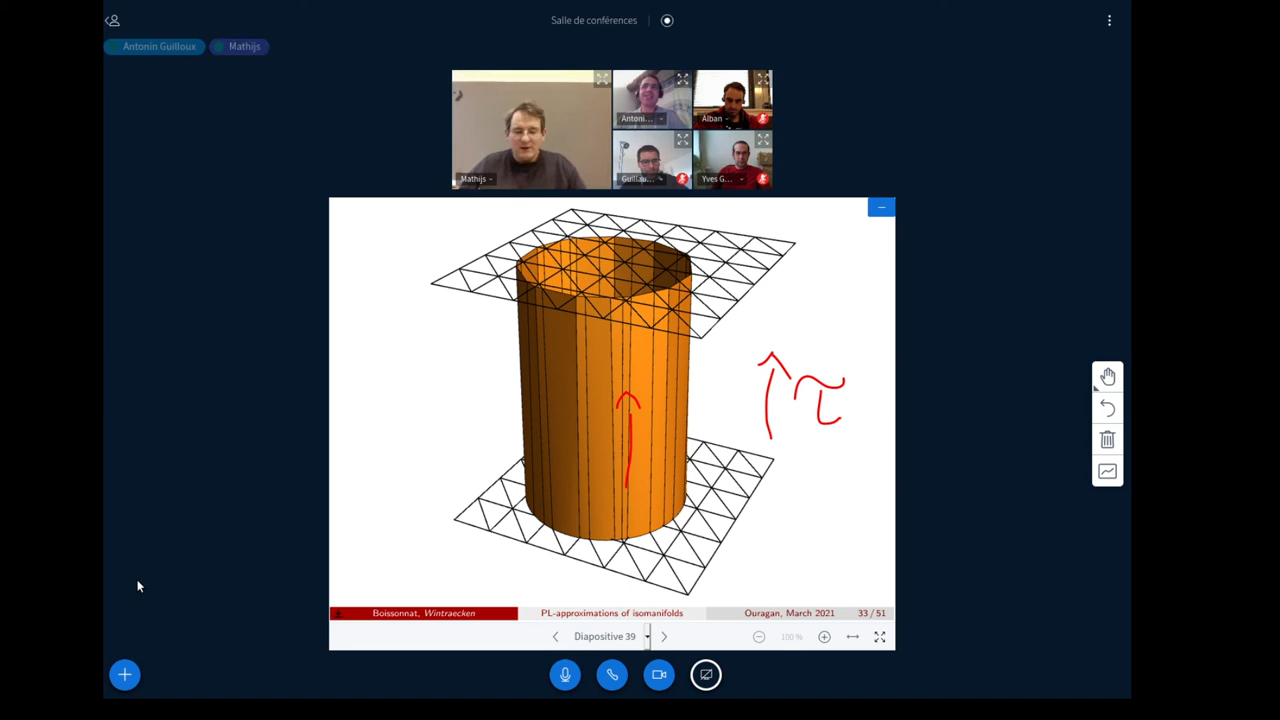 Salle de conférences
Antonin Guilloux Mathijs
Antoni... Alban
Mathijs Guillau... Yves G...
τ
Boissonnat, Wintraecken PL-approximations of isomanifolds Ouragan, March 2021 33 / 51
Diapositive 39 100 %